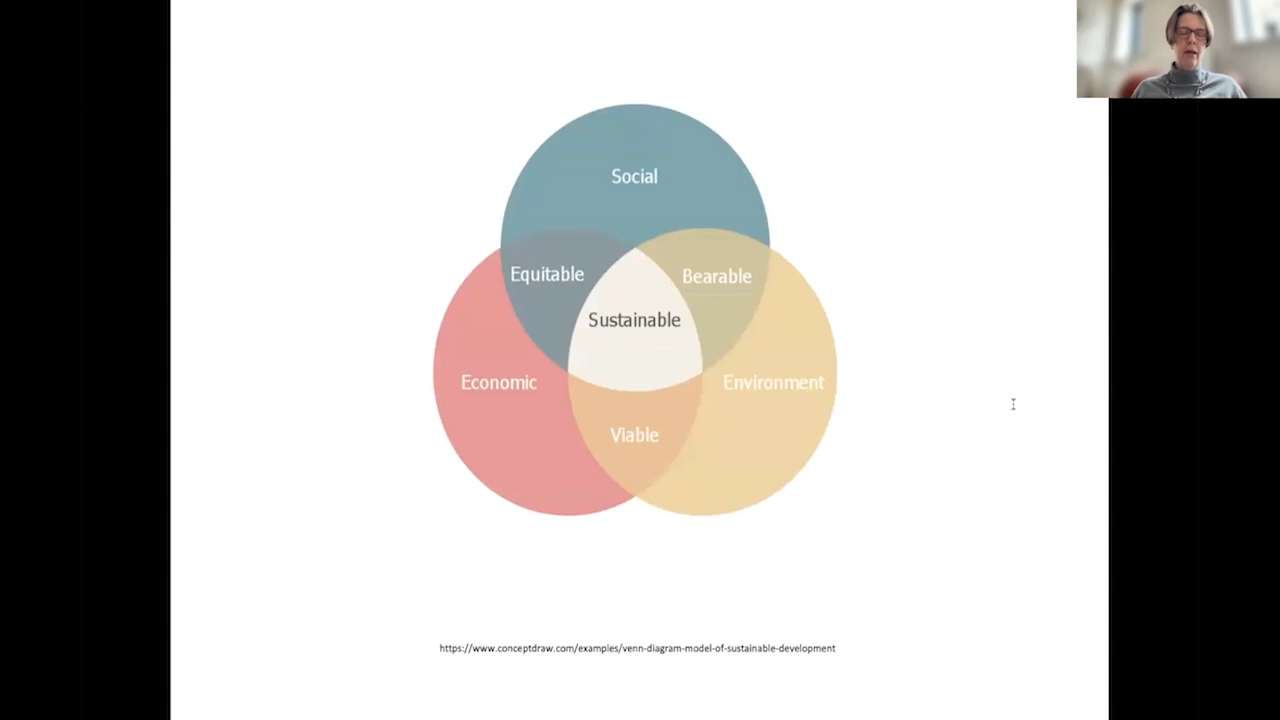 Social
Equitable
Bearable
Sustainable
Economic
Environment
Viable
https://www.conceptdraw.com/examples/venn-diagram-model-of-sustainable-development